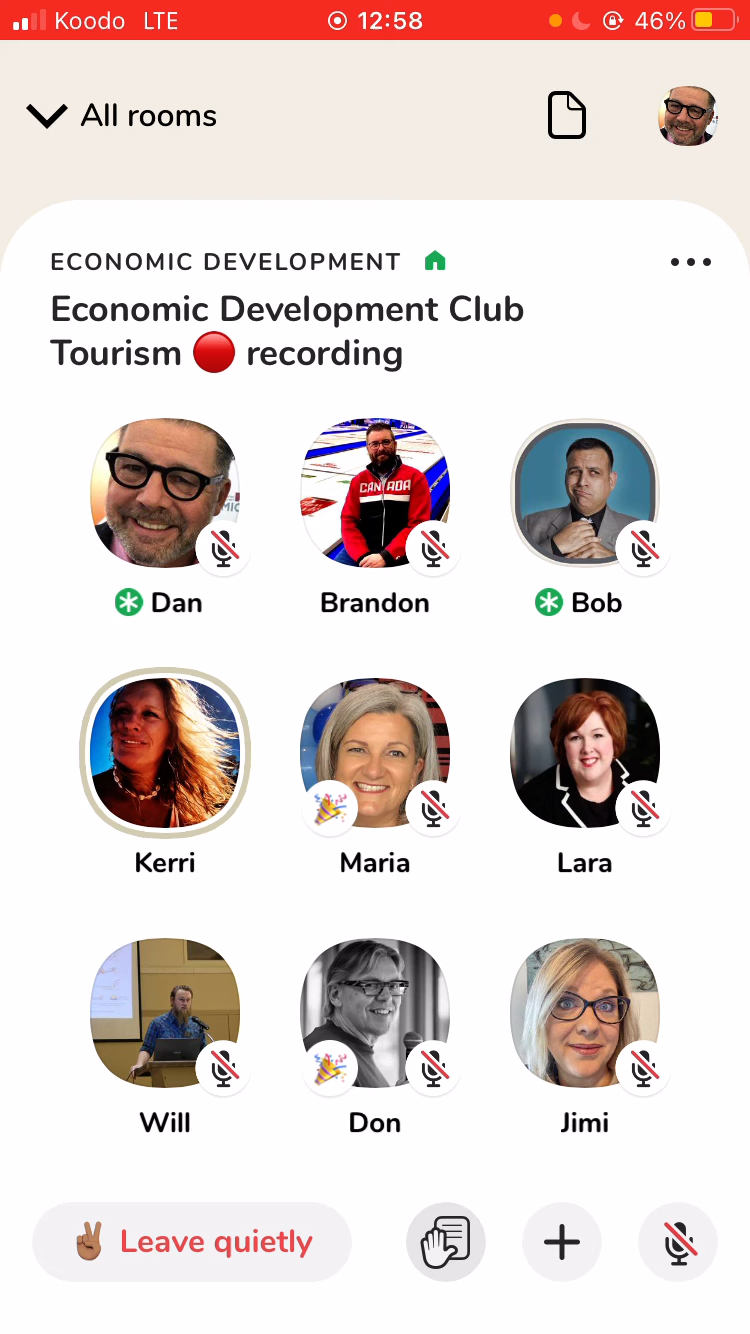 Koodo LTE 12:58 46%
All rooms
ECONOMIC DEVELOPMENT
Economic Development Club
Tourism 🔴 recording
CANADA
Dan Brandon Bob
Kerri Maria Lara
Will Don Jimi
Leave quietly